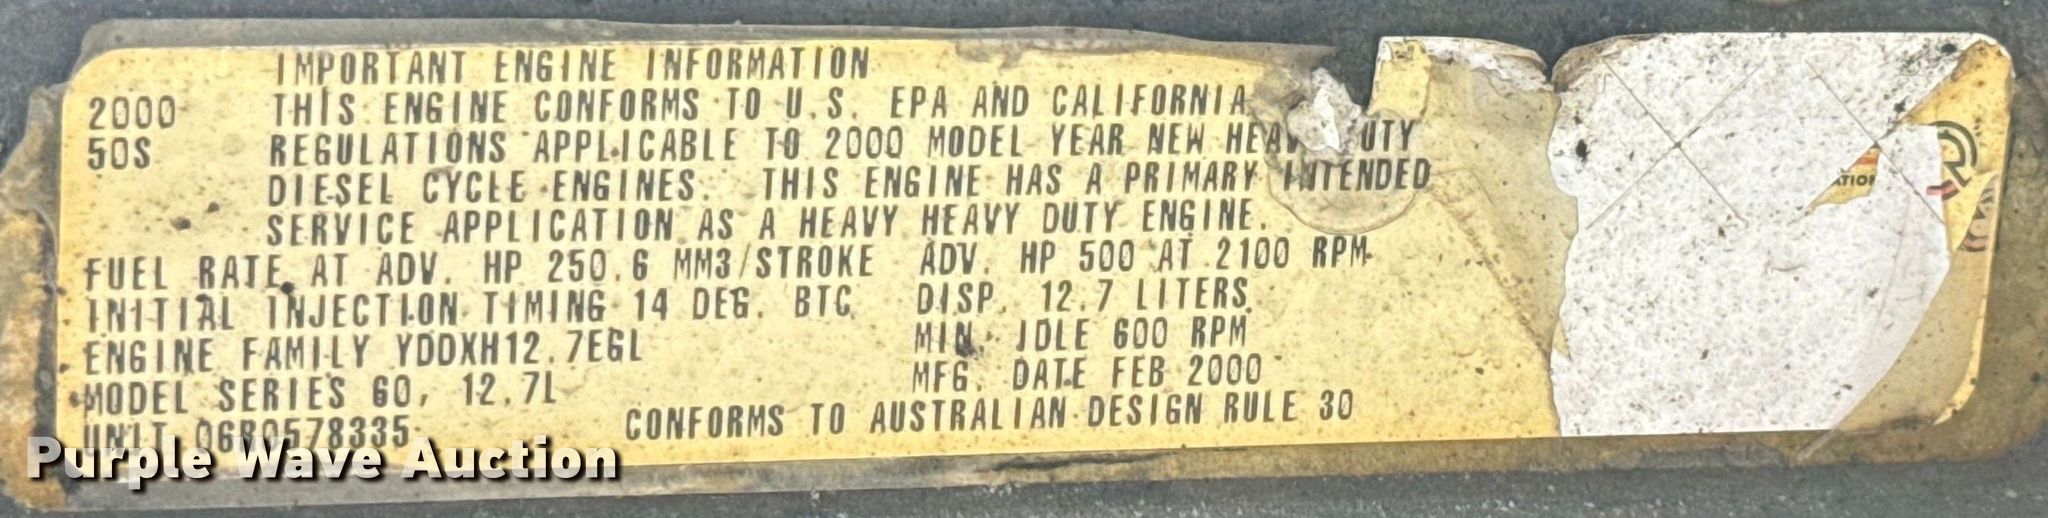 IMPORTANT ENGINE INFORMATION
2000 THIS ENGINE CONFORMS TO U.S. EPA AND CALIFORNIA
50S REGULATIONS APPLICABLE TO 2000 MODEL YEAR NEW HEAV DUTY
DIESEL CYCLE ENGINES. THIS ENGINE HAS A PRIMARY INTENDED
SERVICE APPLICATION AS A HEAVY HEAVY DUTY ENGINE.
FUEL RATE AT ADV. HP 250.6 MM3/STROKE ADV. HP 500 AT 2100 RPM
INITIAL INJECTION TIMING 14 DEG. BTC DISP. 12.7 LITERS
ENGINE FAMILY YDDXH12.7EGL MIN. IDLE 600 RPM
MODEL SERIES 60, 12.7L MFG. DATE FEB 2000
UNIT 06R0578335 CONFORMS TO AUSTRALIAN DESIGN RULE 30
Purple Wave Auction